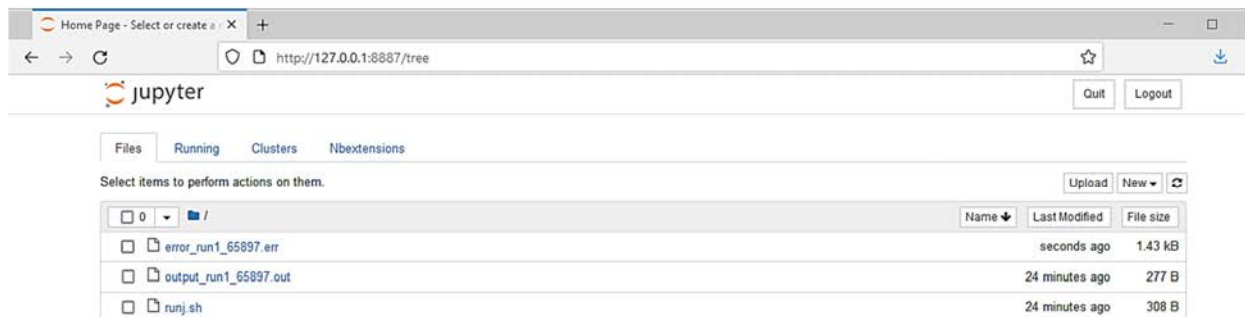 Home Page - Select or create a
http://127.0.0.1:8887/tree
jupyter Quit Logout
Files Running Clusters Nbextensions
Select items to perform actions on them. Upload New
0 / Name Last Modified File size
error_run1_65897.err seconds ago 1.43 kB
output_run1_65897.out 24 minutes ago 277 B
runj.sh 24 minutes ago 308 B